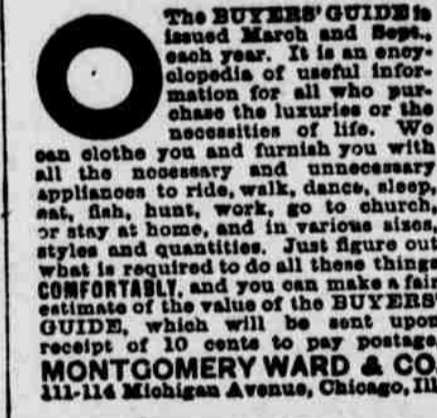 The BUYERS' GUIDE is
issued March and Sept.,
each year. It is an ency-
clopedia of useful infor-
mation for all who pur-
chase the luxuries or the
necessities of life. We
can clothe you and furnish you with
all the necessary and unnecessary
appliances to ride, walk, dance, sleep,
eat, fish, hunt, work, go to church,
or stay at home, and in various sizes,
styles and quantities. Just figure out
what is required to do all these things
COMFORTABLY, and you can make a fair
estimate of the value of the BUYERS'
GUIDE, which will be sent upon
receipt of 10 cents to pay postage,
MONTGOMERY WARD & CO.
111-114 Michigan Avenue, Chicago, Ill